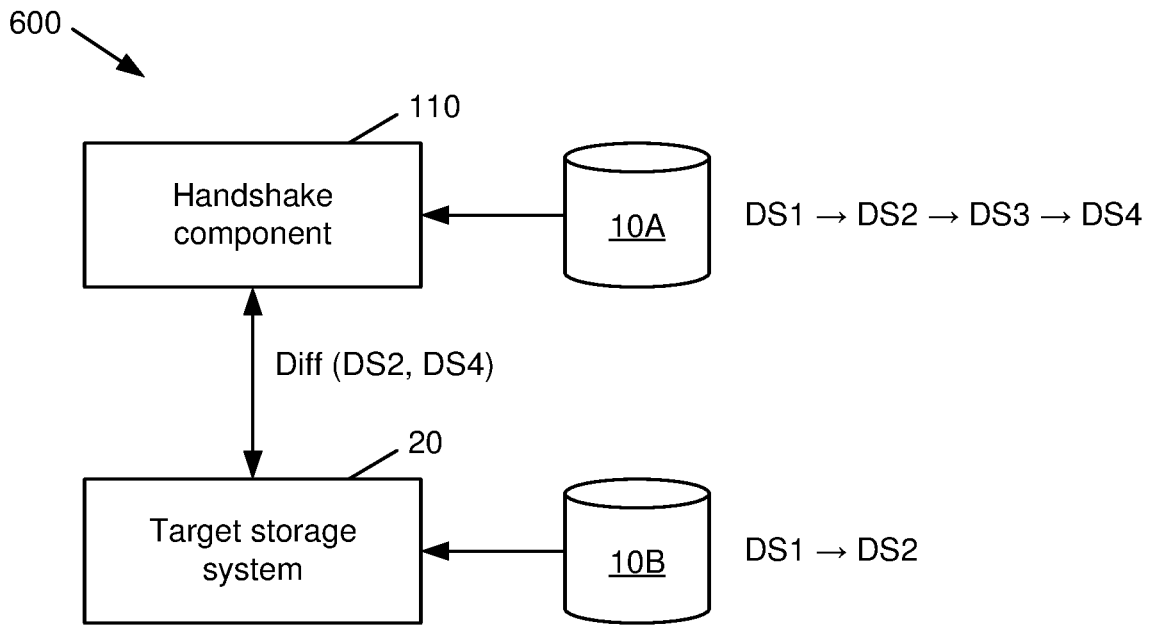 600
110
Handshake
component
10A
DS1 → DS2 → DS3 → DS4
Diff (DS2, DS4)
20
Target storage
system
10B
DS1 → DS2